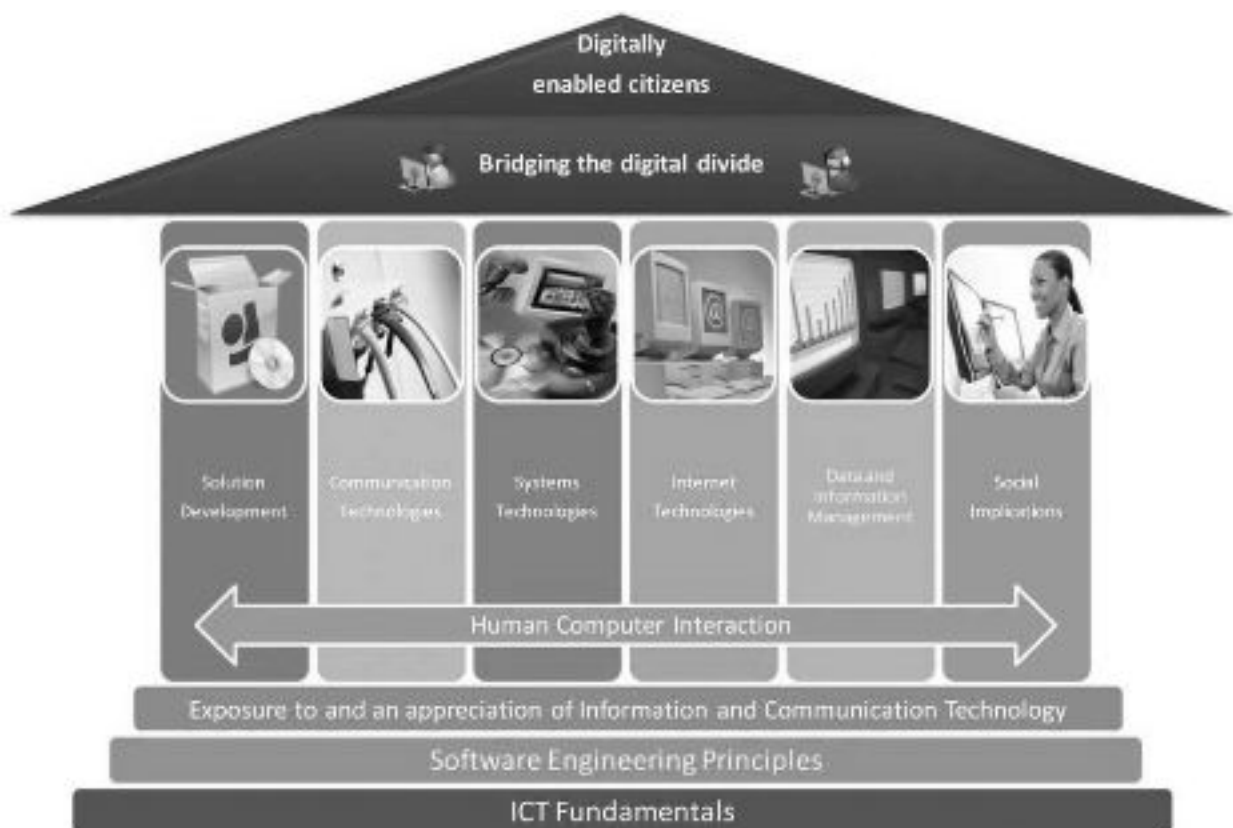 Digitally
enabled citizens
Bridging the digital divide
Solution
Development
Communication
Technologies
Systems
Technologies
Internet
Technologies
Data and
Information
Management
Social
Implications
Human Computer Interaction
Exposure to and an appreciation of Information and Communication Technology
Software Engineering Principles
ICT Fundamentals